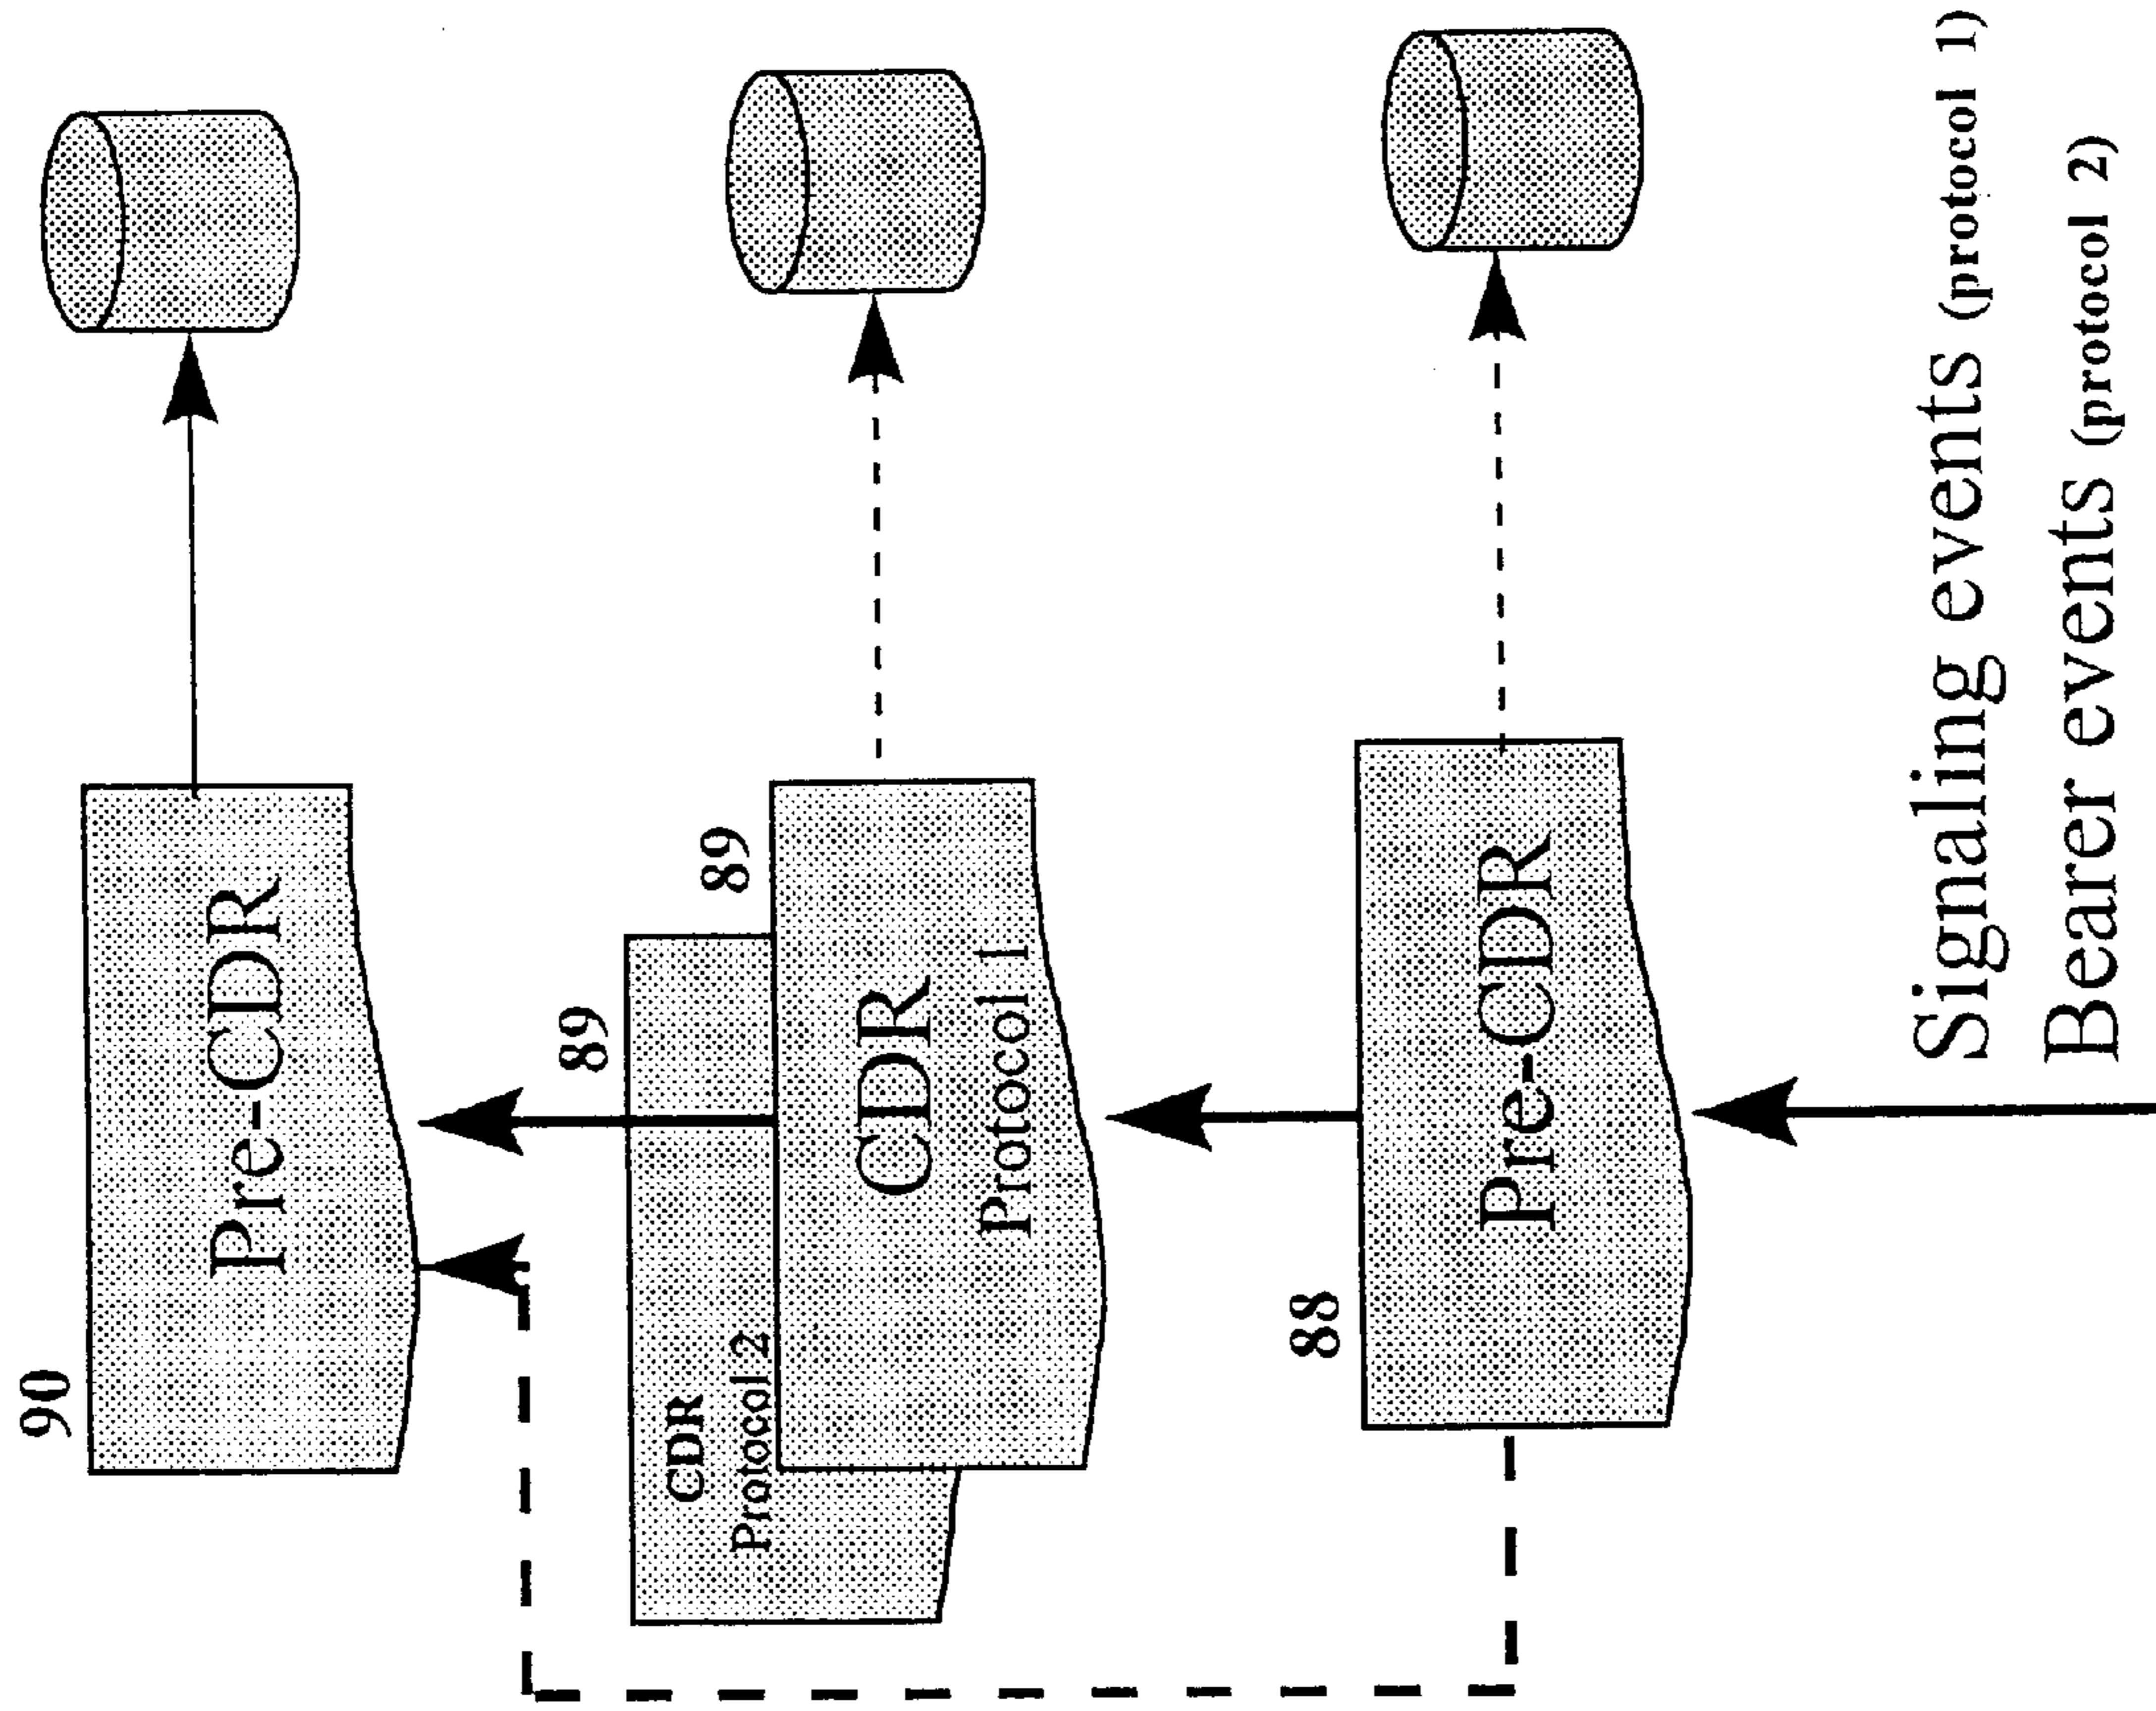 90
Pre-CDR
89
CDR
Protocol 2
89
CDR
Protocol 1
88
Pre-CDR
Signaling events (protocol 1)
Bearer events (protocol 2)